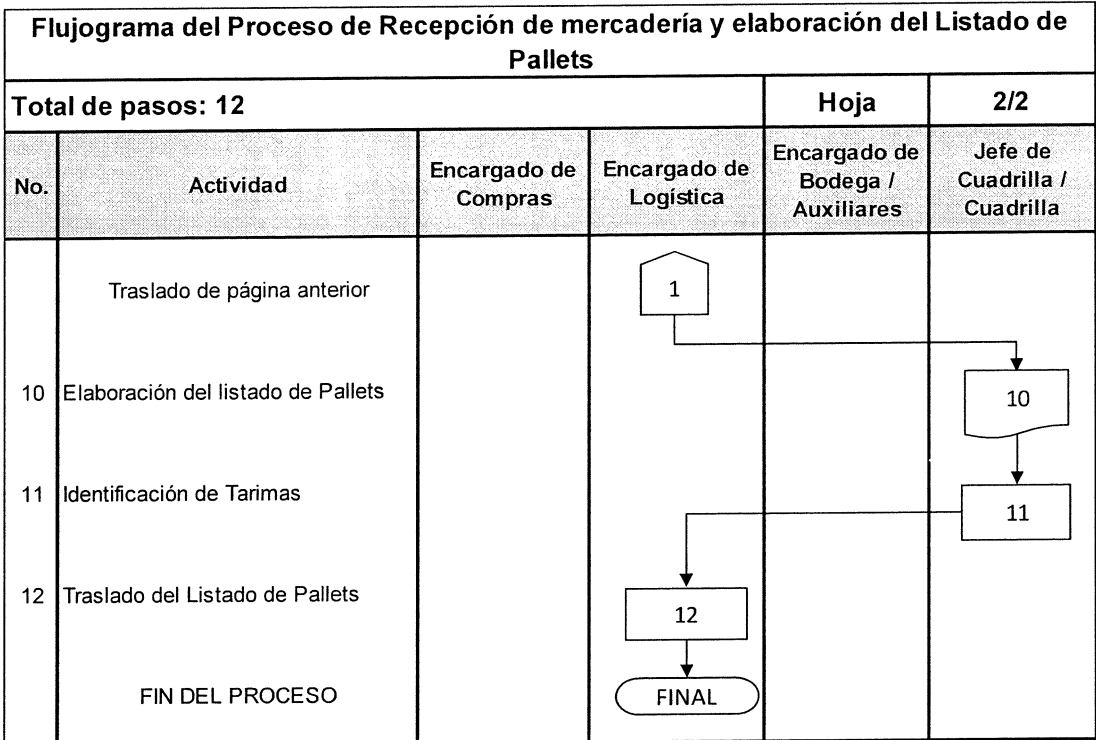 Flujograma del Proceso de Recepción de mercadería y elaboración del Listado de
Pallets
Total de pasos: 12
Hoja
2/2
No.
Actividad
Encargado de
Compras
Encargado de
Logística
Encargado de
Bodega /
Auxiliares
Jefe de
Cuadrilla /
Cuadrilla
Traslado de página anterior
1
10
Elaboración del listado de Pallets
10
11
Identificación de Tarimas
11
12
Traslado del Listado de Pallets
12
FIN DEL PROCESO
FINAL